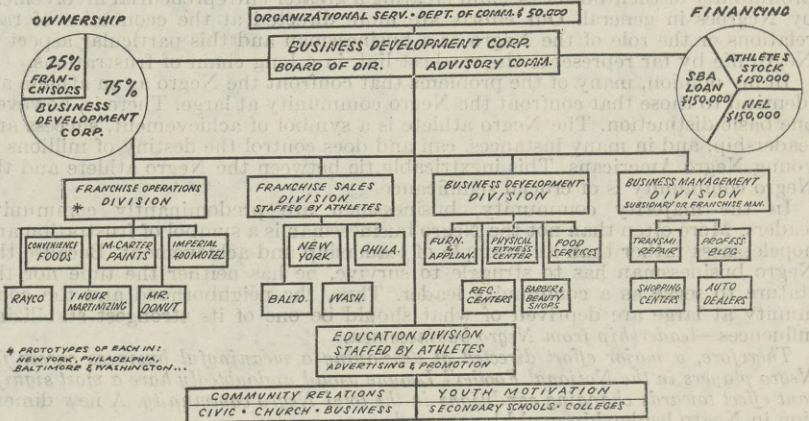 OWNERSHIP
25%
FRAN-
CHISORS
75%
BUSINESS
DEVELOPMENT
CORP.
ORGANIZATIONAL SERV. • DEPT. OF COMM. $ 50,000
BUSINESS DEVELOPMENT CORP.
BOARD OF DIR.
ADVISORY COMM.
FINANCING
SBA
LOAN
$150,000
ATHLETES
STOCK
$150,000
NFL
$150,000
FRANCHISE OPERATIONS
DIVISION
*
FRANCHISE SALES
DIVISION
STAFFED BY ATHLETES
BUSINESS DEVELOPMENT
DIVISION
BUSINESS MANAGEMENT
DIVISION
SUBSIDIARY OR FRANCHISE MAN.
CONVENIENCE
FOODS
M-CARTER
PAINTS
IMPERIAL
400 MOTEL
NEW
YORK
PHILA.
FURN.
& APPLIAN.
PHYSICAL
FITNESS
CENTER
FOOD
SERVICES
TRANSMI.
REPAIR
PROFESS
BLDG
RAYCO
1 HOUR
MARTINIZING
MR.
DONUT
BALTO.
WASH.
REC.
CENTERS
BARBER &
BEAUTY
SHOPS
SHOPPING
CENTERS
AUTO
DEALERS
* PROTOTYPES OF EACH IN:
NEW YORK, PHILADELPHIA,
BALTIMORE & WASHINGTON...
EDUCATION DIVISION
STAFFED BY ATHLETES
ADVERTISING & PROMOTION
COMMUNITY RELATIONS
CIVIC • CHURCH • BUSINESS
YOUTH MOTIVATION
SECONDARY SCHOOLS • COLLEGES